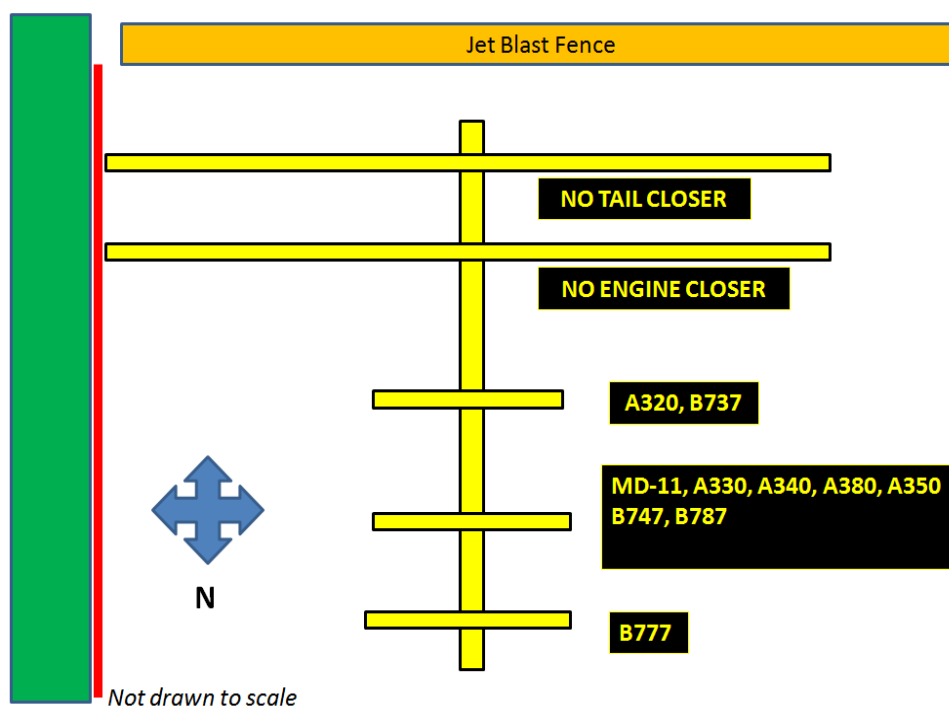 Jet Blast Fence
NO TAIL CLOSER
NO ENGINE CLOSER
A320, B737
MD-11, A330, A340, A380, A350
B747, B787
N
B777
Not drawn to scale